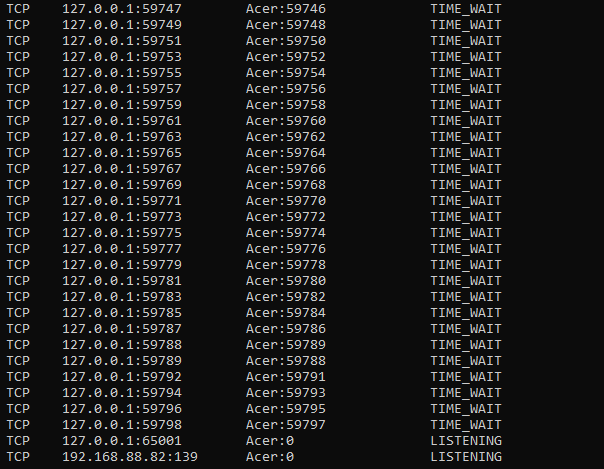 TCP 127.0.0.1:59747 Acer:59746 TIME_WAIT
TCP 127.0.0.1:59749 Acer:59748 TIME_WAIT
TCP 127.0.0.1:59751 Acer:59750 TIME_WAIT
TCP 127.0.0.1:59753 Acer:59752 TIME_WAIT
TCP 127.0.0.1:59755 Acer:59754 TIME_WAIT
TCP 127.0.0.1:59757 Acer:59756 TIME_WAIT
TCP 127.0.0.1:59759 Acer:59758 TIME_WAIT
TCP 127.0.0.1:59761 Acer:59760 TIME_WAIT
TCP 127.0.0.1:59763 Acer:59762 TIME_WAIT
TCP 127.0.0.1:59765 Acer:59764 TIME_WAIT
TCP 127.0.0.1:59767 Acer:59766 TIME_WAIT
TCP 127.0.0.1:59769 Acer:59768 TIME_WAIT
TCP 127.0.0.1:59771 Acer:59770 TIME_WAIT
TCP 127.0.0.1:59773 Acer:59772 TIME_WAIT
TCP 127.0.0.1:59775 Acer:59774 TIME_WAIT
TCP 127.0.0.1:59777 Acer:59776 TIME_WAIT
TCP 127.0.0.1:59779 Acer:59778 TIME_WAIT
TCP 127.0.0.1:59781 Acer:59780 TIME_WAIT
TCP 127.0.0.1:59783 Acer:59782 TIME_WAIT
TCP 127.0.0.1:59785 Acer:59784 TIME_WAIT
TCP 127.0.0.1:59787 Acer:59786 TIME_WAIT
TCP 127.0.0.1:59788 Acer:59789 TIME_WAIT
TCP 127.0.0.1:59789 Acer:59788 TIME_WAIT
TCP 127.0.0.1:59792 Acer:59791 TIME_WAIT
TCP 127.0.0.1:59794 Acer:59793 TIME_WAIT
TCP 127.0.0.1:59796 Acer:59795 TIME_WAIT
TCP 127.0.0.1:59798 Acer:59797 TIME_WAIT
TCP 127.0.0.1:65001 Acer:0 LISTENING
TCP 192.168.88.82:139 Acer:0 LISTENING